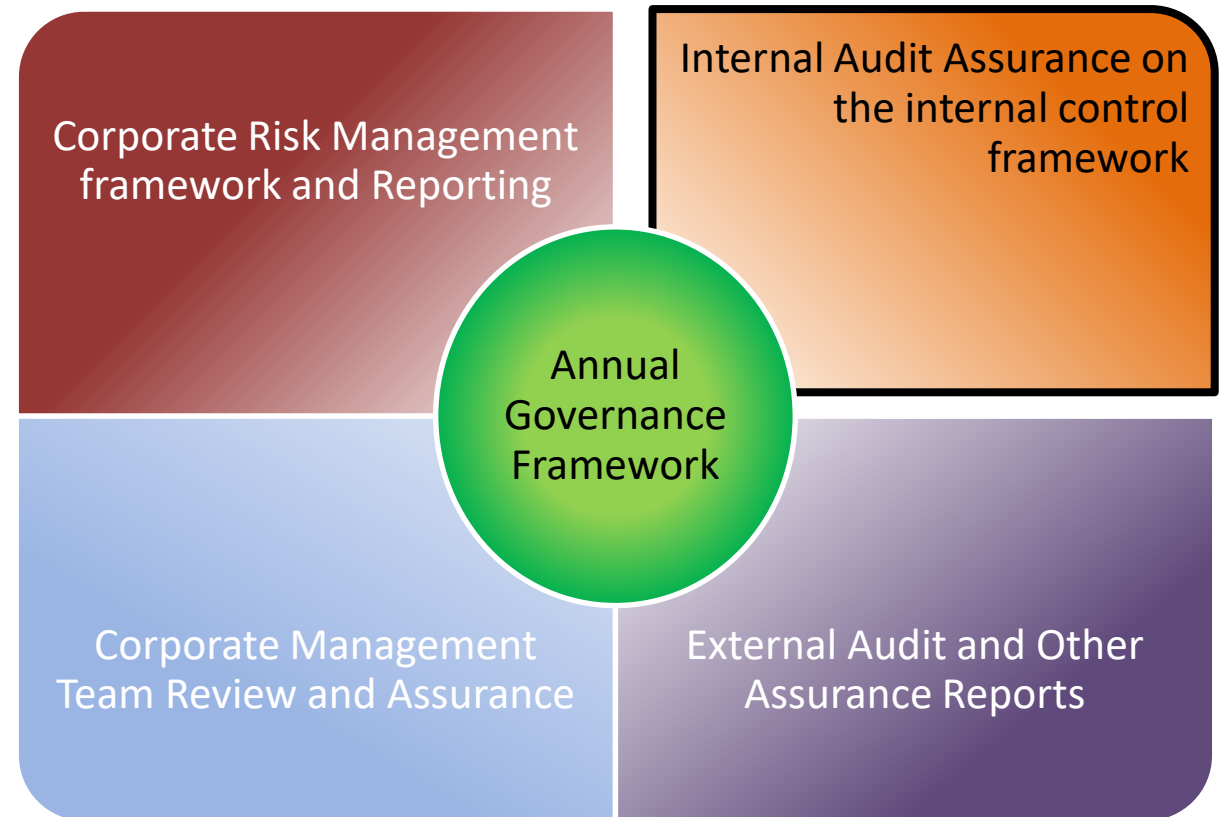 Corporate Risk Management
framework and Reporting
Internal Audit Assurance on
the internal control
framework
Annual
Governance
Framework
Corporate Management
Team Review and Assurance
External Audit and Other
Assurance Reports